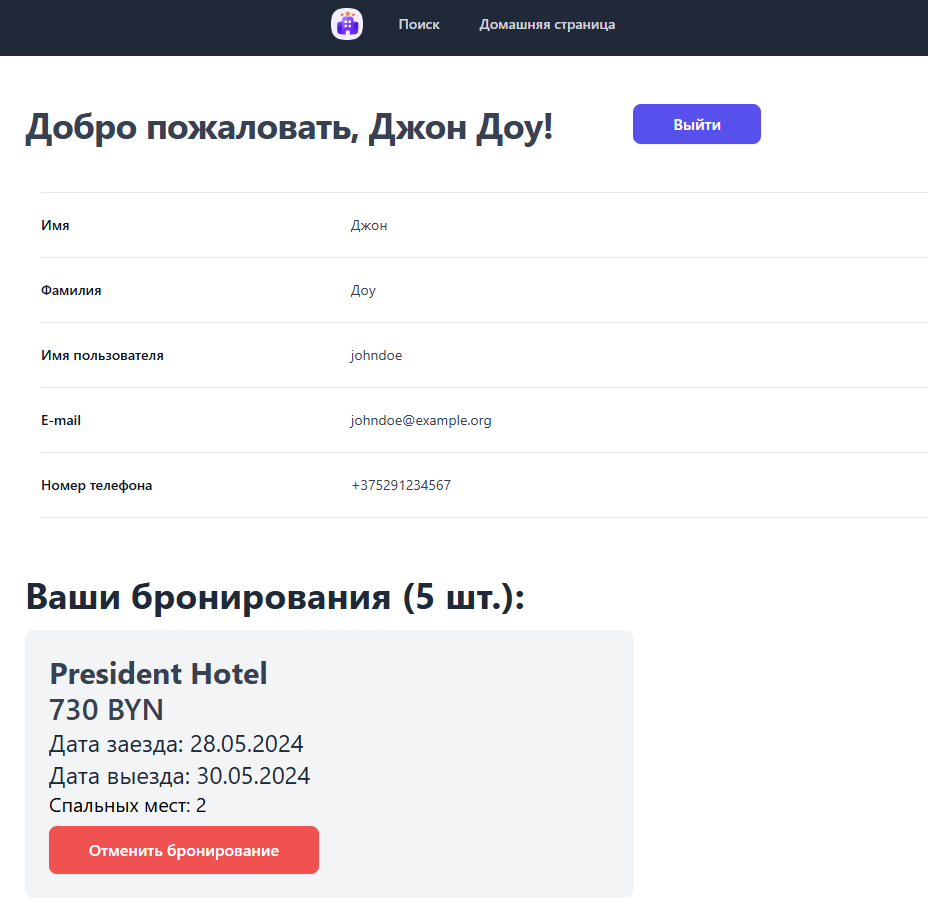 Поиск Домашняя страница
Добро пожаловать, Джон Доу! Выйти
Имя Джон
Фамилия Доу
Имя пользователя johndoe
E-mail johndoe@example.org
Номер телефона +375291234567
Ваши бронирования (5 шт.):
President Hotel
730 BYN
Дата заезда: 28.05.2024
Дата выезда: 30.05.2024
Спальных мест: 2
Отменить бронирование